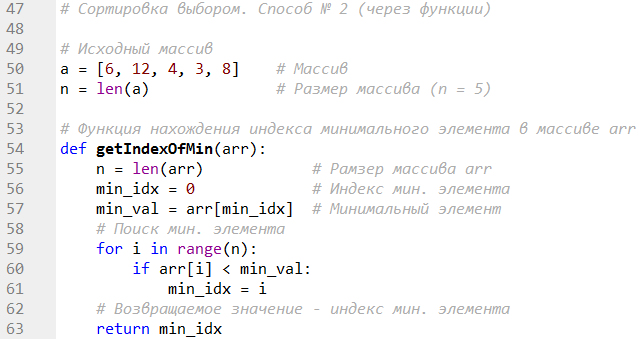 47 # Сортировка выбором. Способ № 2 (через функции)
48
49 # Исходный массив
50 a = [6, 12, 4, 3, 8]    # Массив
51 n = len(a)              # Размер массива (n = 5)
52
53 # Функция нахождения индекса минимального элемента в массиве arr
54 def getIndexOfMin(arr):
55     n = len(arr)            # Рамзер массива arr
56     min_idx = 0             # Индекс мин. элемента
57     min_val = arr[min_idx]  # Минимальный элемент
58     # Поиск мин. элемента
59     for i in range(n):
60         if arr[i] < min_val:
61             min_idx = i
62     # Возвращаемое значение - индекс мин. элемента
63     return min_idx